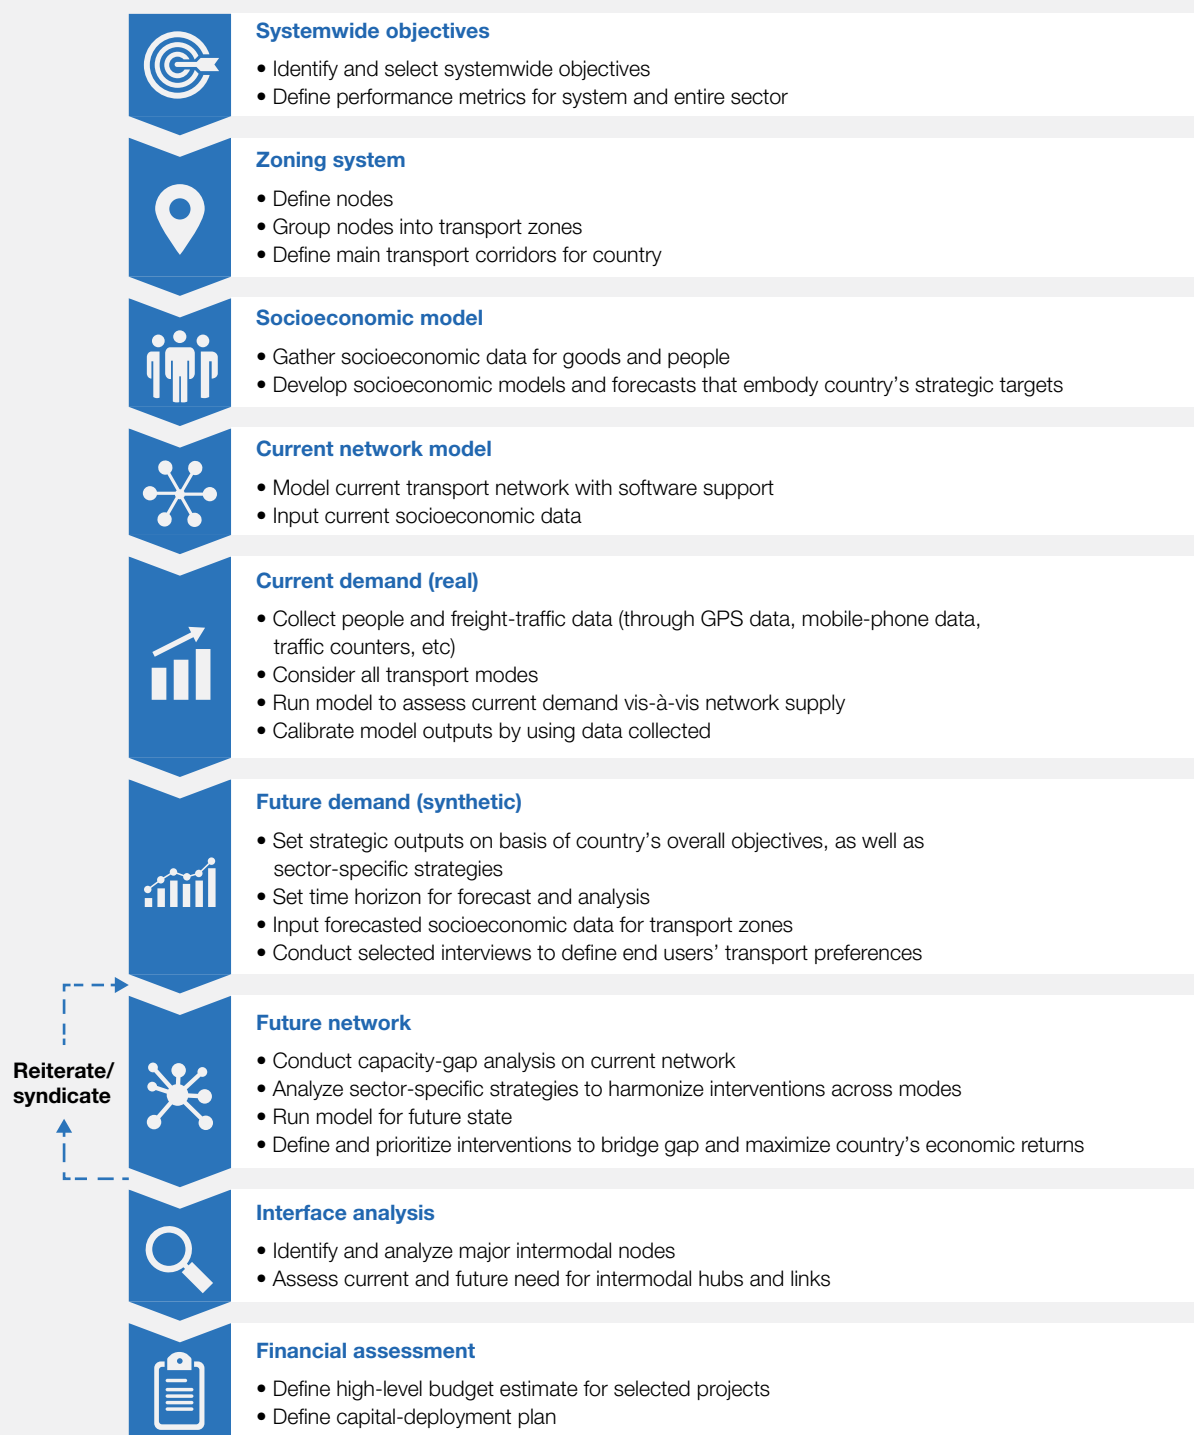 Systemwide objectives
• Identify and select systemwide objectives
• Define performance metrics for system and entire sector
Zoning system
• Define nodes
• Group nodes into transport zones
• Define main transport corridors for country
Socioeconomic model
• Gather socioeconomic data for goods and people
• Develop socioeconomic models and forecasts that embody country’s strategic targets
Current network model
• Model current transport network with software support
• Input current socioeconomic data
Current demand (real)
• Collect people and freight-traffic data (through GPS data, mobile-phone data,
traffic counters, etc)
• Consider all transport modes
• Run model to assess current demand vis-à-vis network supply
• Calibrate model outputs by using data collected
Future demand (synthetic)
• Set strategic outputs on basis of country’s overall objectives, as well as
sector-specific strategies
• Set time horizon for forecast and analysis
• Input forecasted socioeconomic data for transport zones
• Conduct selected interviews to define end users’ transport preferences
Reiterate/
syndicate
Future network
• Conduct capacity-gap analysis on current network
• Analyze sector-specific strategies to harmonize interventions across modes
• Run model for future state
• Define and prioritize interventions to bridge gap and maximize country’s economic returns
Interface analysis
• Identify and analyze major intermodal nodes
• Assess current and future need for intermodal hubs and links
Financial assessment
• Define high-level budget estimate for selected projects
• Define capital-deployment plan